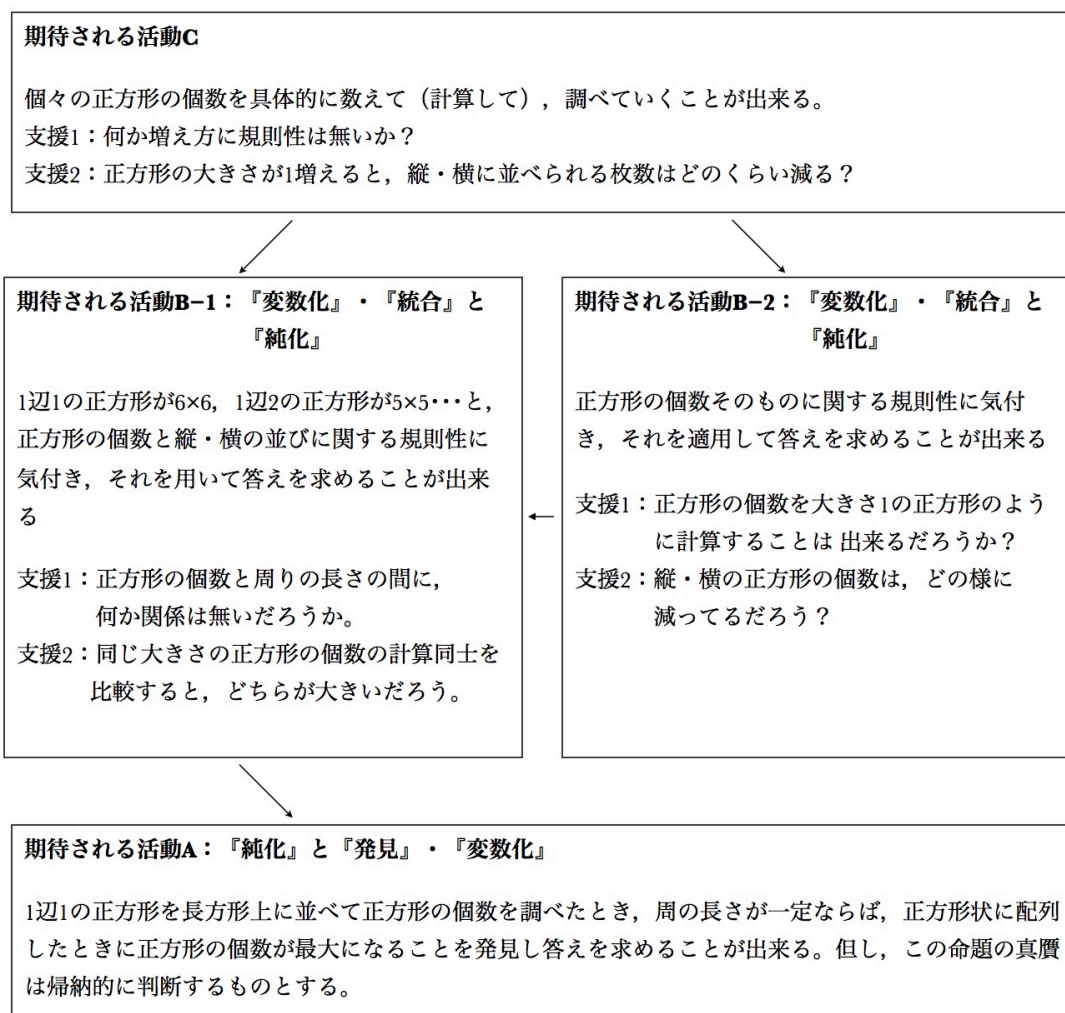 期待される活動C
個々の正方形の個数を具体的に数えて（計算して），調べていくことが出来る。
支援1：何か増え方に規則性は無いか？
支援2：正方形の大きさが1増えると，縦・横に並べられる枚数はどのくらい減る？
期待される活動B−1：『変数化』・『統合』と
『純化』
1辺1の正方形が6×6，1辺2の正方形が5×5･･･と，
正方形の個数と縦・横の並びに関する規則性に
気付き，それを用いて答えを求めることが出来
る
支援1：正方形の個数と周りの長さの間に，
何か関係は無いだろうか。
支援2：同じ大きさの正方形の個数の計算同士を
比較すると，どちらが大きいだろう。
期待される活動B−2：『変数化』・『統合』と
『純化』
正方形の個数そのものに関する規則性に気付
き，それを適用して答えを求めることが出来る
支援1：正方形の個数を大きさ1の正方形のよう
に計算することは 出来るだろうか？
支援2：縦・横の正方形の個数は，どの様に
減ってるだろう？
期待される活動A：『純化』と『発見』・『変数化』
1辺1の正方形を長方形上に並べて正方形の個数を調べたとき，周の長さが一定ならば，正方形状に配列
したときに正方形の個数が最大になることを発見し答えを求めることが出来る。但し，この命題の真贋
は帰納的に判断するものとする。